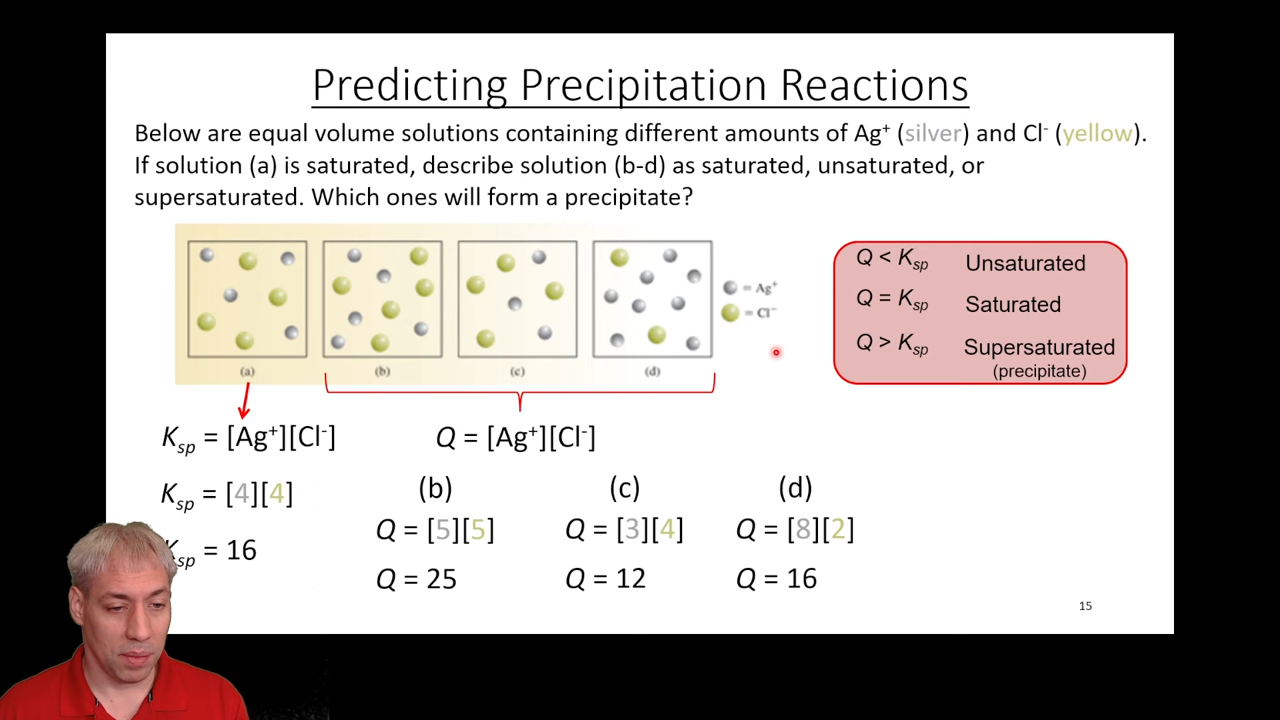 Predicting Precipitation Reactions
Below are equal volume solutions containing different amounts of Ag⁺ (silver) and Cl⁻ (yellow).
If solution (a) is saturated, describe solution (b-d) as saturated, unsaturated, or
supersaturated. Which ones will form a precipitate?
= Ag⁺
= Cl⁻
(a) (b) (c) (d)
Q < Ksp Unsaturated
Q = Ksp Saturated
Q > Ksp Supersaturated
(precipitate)
Ksp = [Ag⁺][Cl⁻]
Ksp = [4][4]
Ksp = 16
Q = [Ag⁺][Cl⁻]
(b) (c) (d)
Q = [5][5] Q = [3][4] Q = [8][2]
Q = 25 Q = 12 Q = 16
15